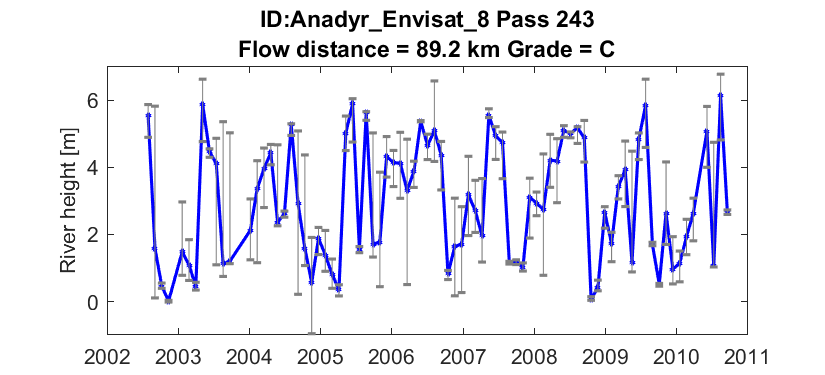 ID:Anadyr_Envisat_8 Pass 243
Flow distance = 89.2 km Grade = C
River height [m]
6
4
2
0
2002 2003 2004 2005 2006 2007 2008 2009 2010 2011